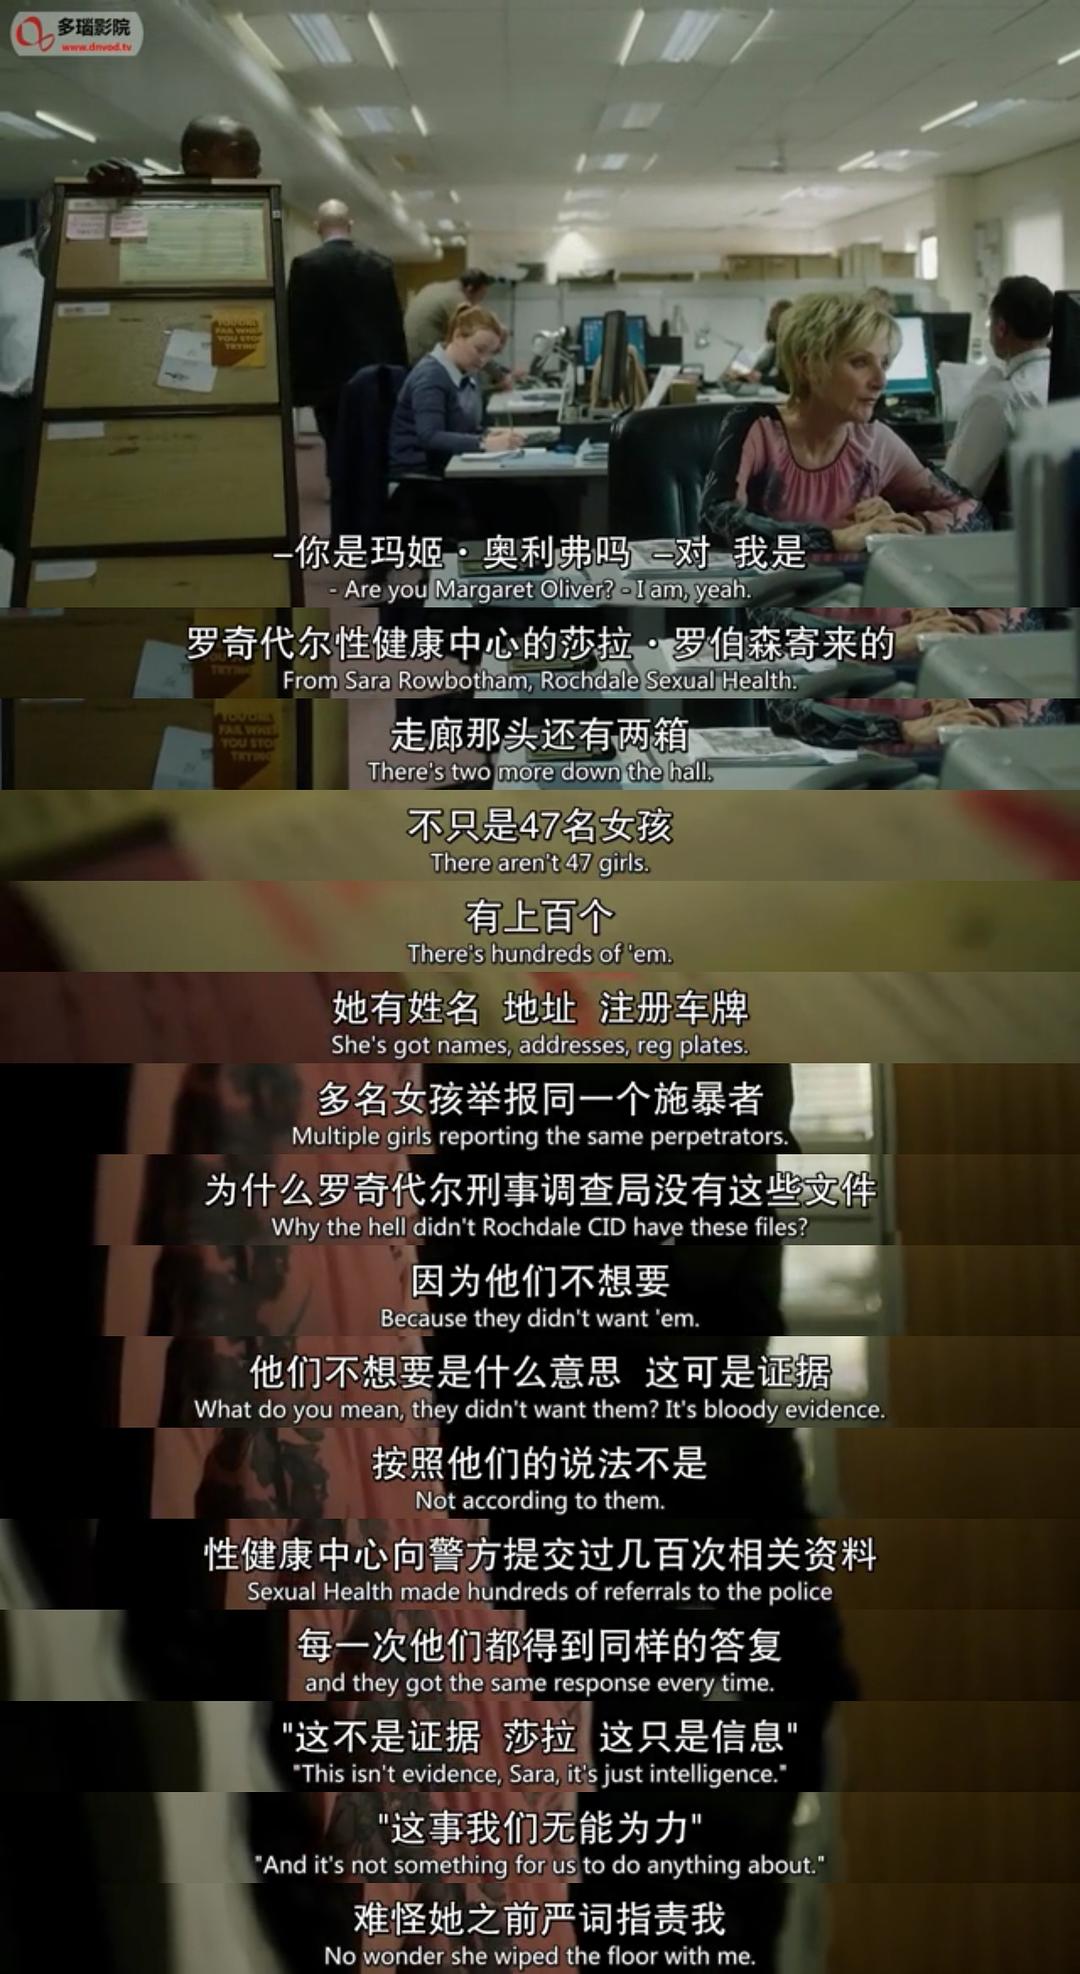 多瑙影院
www.dnvod.tv
YOU ONLY
FAIL WHEN
YOU STOP
TRYING
–你是玛姬·奥利弗吗 –对 我是
- Are you Margaret Oliver? - I am, yeah.
罗奇代尔性健康中心的莎拉·罗伯森寄来的
From Sara Rowbotham, Rochdale Sexual Health.
走廊那头还有两箱
There's two more down the hall.
不只是47名女孩
There aren't 47 girls.
有上百个
There's hundreds of 'em.
她有姓名 地址 注册车牌
She's got names, addresses, reg plates.
多名女孩举报同一个施暴者
Multiple girls reporting the same perpetrators.
为什么罗奇代尔刑事调查局没有这些文件
Why the hell didn't Rochdale CID have these files?
因为他们不想要
Because they didn't want 'em.
他们不想要是什么意思 这可是证据
What do you mean, they didn't want them? It's bloody evidence.
按照他们的说法不是
Not according to them.
性健康中心向警方提交过几百次相关资料
Sexual Health made hundreds of referrals to the police
每一次他们都得到同样的答复
and they got the same response every time.
"这不是证据 莎拉 这只是信息"
"This isn't evidence, Sara, it's just intelligence."
"这事我们无能为力"
"And it's not something for us to do anything about."
难怪她之前严词指责我
No wonder she wiped the floor with me.